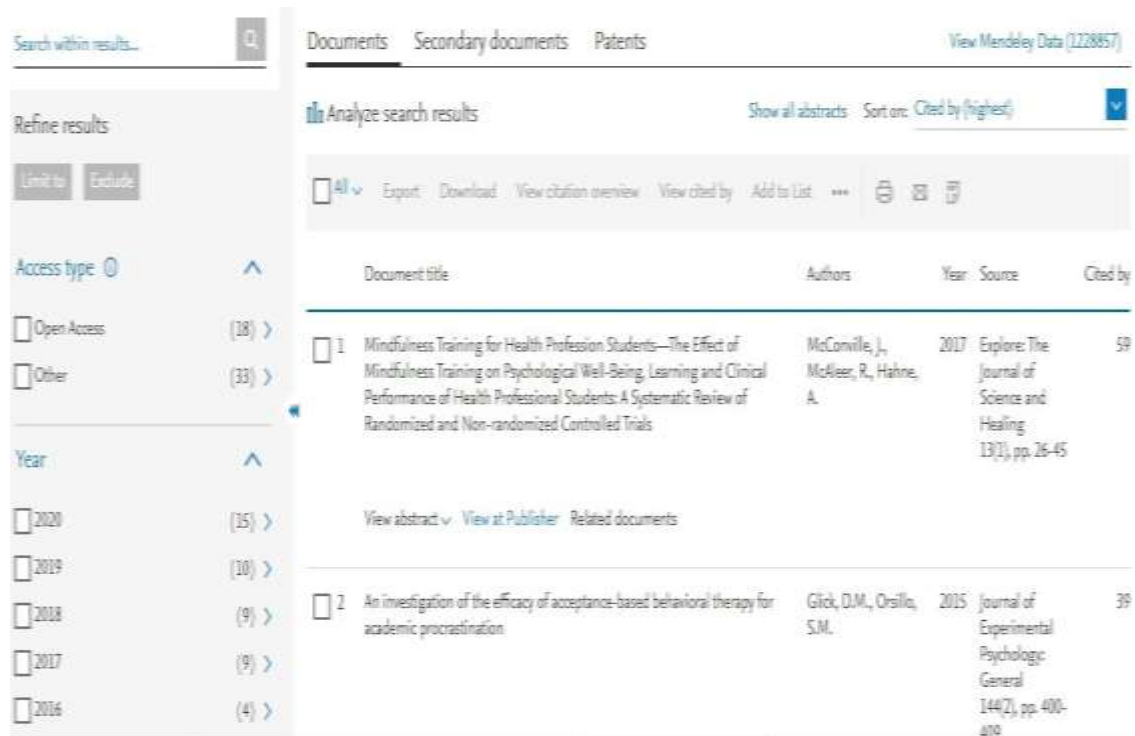 Search within results...
Documents Secondary documents Patents
View Mendeley Data (1228857)
Refine results
Analyze search results
Show all abstracts Sort on: Cited by (highest)
Limit to Exclude
All Export Download View citation overview View cited by Add to List •••
Access type
Open Access (18)
Other (33)
Year
2020 (15)
2019 (10)
2018 (9)
2017 (9)
2016 (4)
Document title Authors Year Source Cited by
1 Mindfulness Training for Health Profession Students—The Effect of
Mindfulness Training on Psychological Well-Being, Learning and Clinical
Performance of Health Professional Students: A Systematic Review of
Randomized and Non-randomized Controlled Trials
McConville, J.,
McAleer, R., Hahne,
A.
2017
Explore: The
Journal of
Science and
Healing
13(1), pp. 26-45
59
View abstract View at Publisher Related documents
2 An investigation of the efficacy of acceptance-based behavioral therapy for
academic procrastination
Glick, D.M., Orsillo,
S.M.
2015
Journal of
Experimental
Psychology:
General
144(2), pp. 400-
409
39